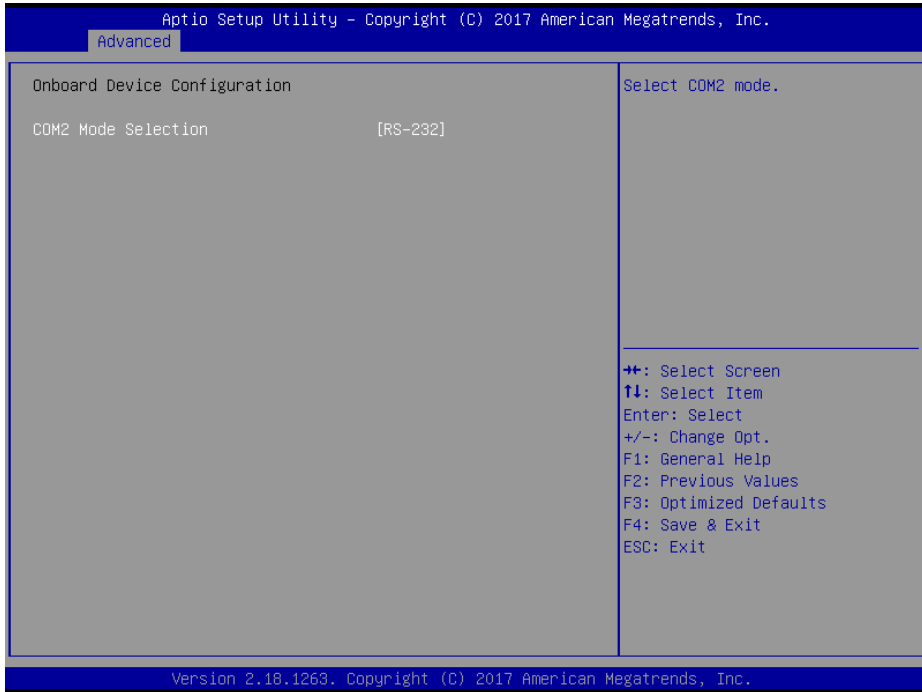 Aptio Setup Utility – Copyright (C) 2017 American Megatrends, Inc.
Advanced
Onboard Device Configuration
COM2 Mode Selection [RS-232]
Select COM2 mode.
→←: Select Screen
↑↓: Select Item
Enter: Select
+/-: Change Opt.
F1: General Help
F2: Previous Values
F3: Optimized Defaults
F4: Save & Exit
ESC: Exit
Version 2.18.1263. Copyright (C) 2017 American Megatrends, Inc.